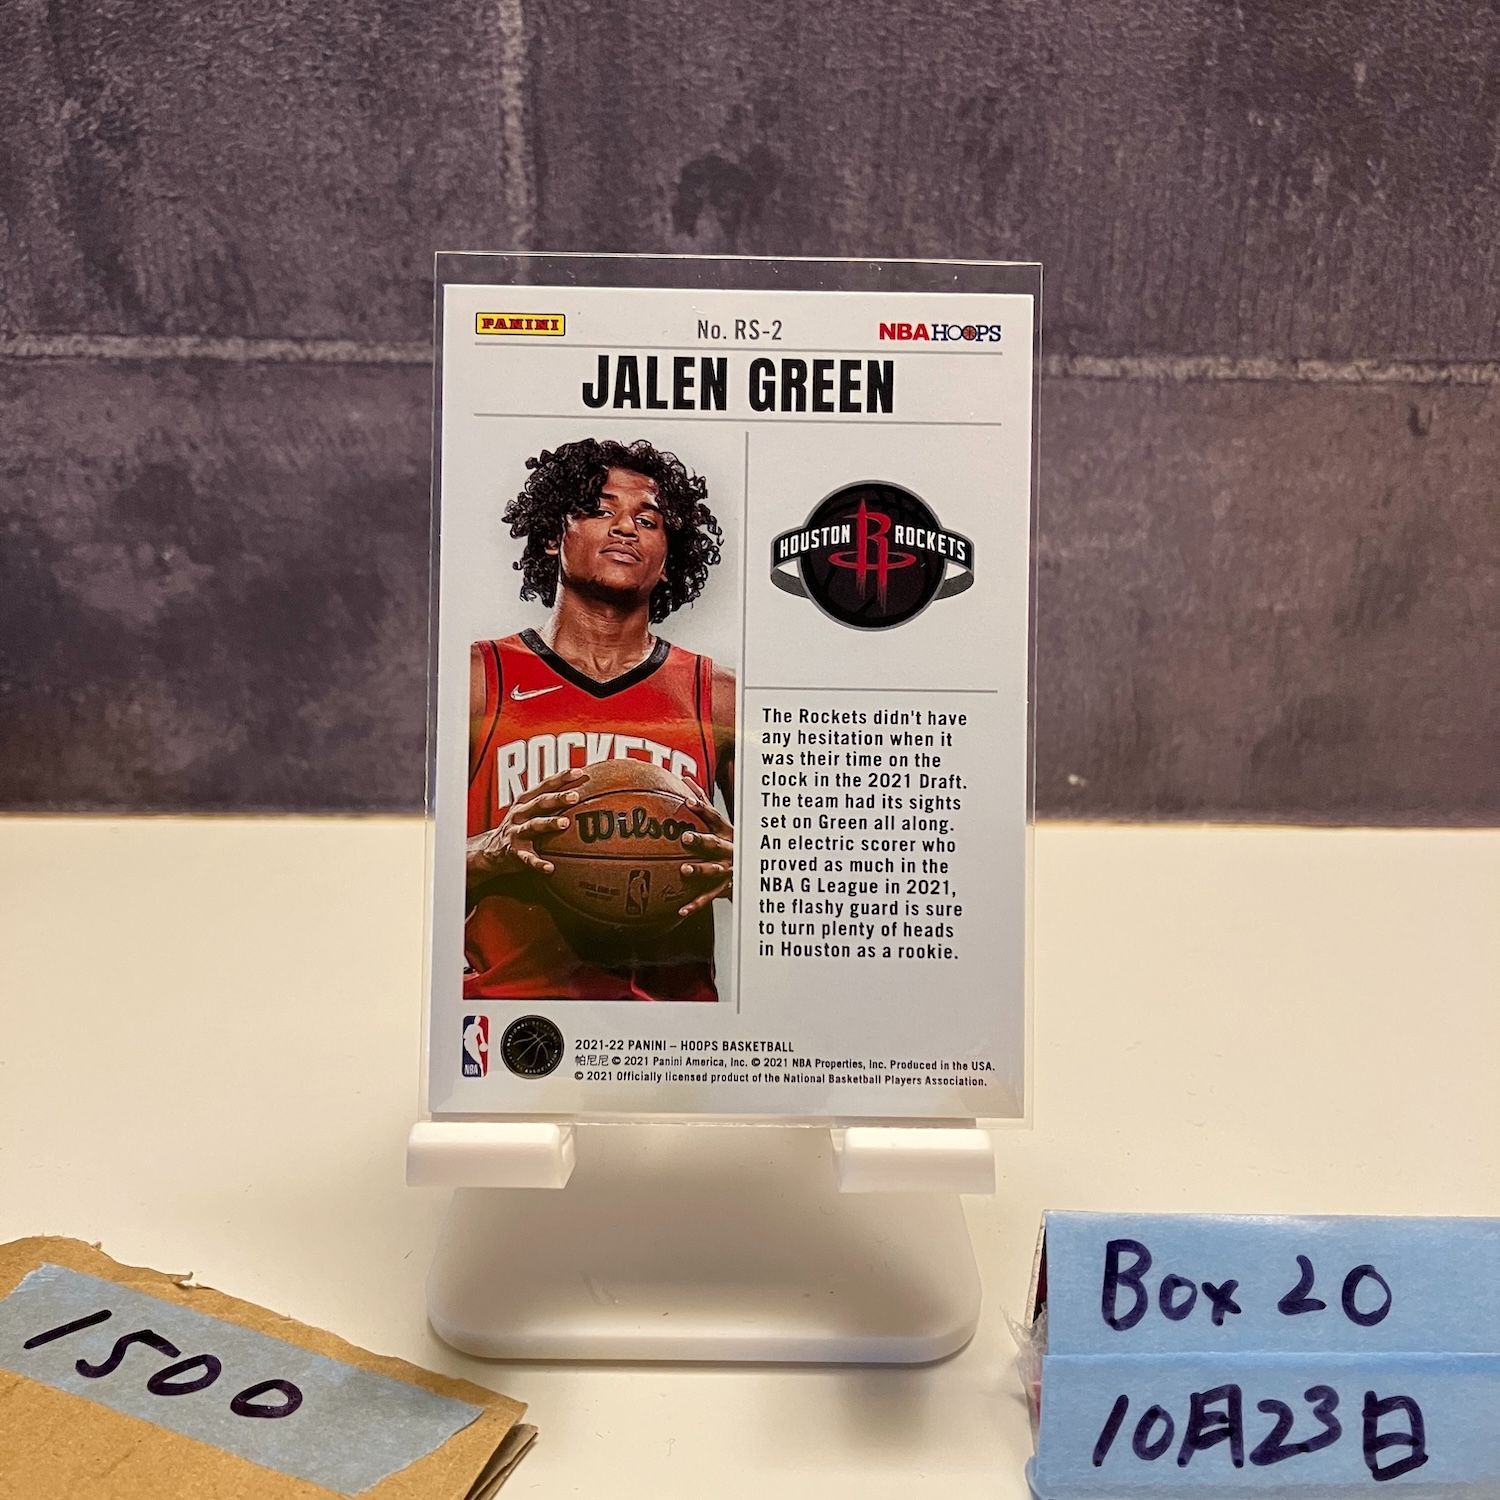 PANINI
No. RS-2
NBA HOOPS
JALEN GREEN
HOUSTON R ROCKETS
ROCKETS
Wilson
The Rockets didn't have
any hesitation when it
was their time on the
clock in the 2021 Draft.
The team had its sights
set on Green all along.
An electric scorer who
proved as much in the
NBA G League in 2021,
the flashy guard is sure
to turn plenty of heads
in Houston as a rookie.
NBA
2021-22 PANINI – HOOPS BASKETBALL
帕尼尼 © 2021 Panini America, Inc. © 2021 NBA Properties, Inc. Produced in the USA.
© 2021 Officially licensed product of the National Basketball Players Association.
1500
Box 20
10月23日